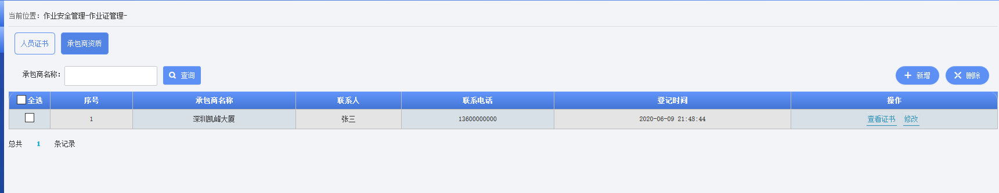 当前位置：作业安全管理-作业证管理-
人员证书 承包商资质
承包商名称： 查询 新增 删除
全选 序号 承包商名称 联系人 联系电话 登记时间 操作
1 深圳凯峰大厦 张三 13600000000 2020-06-09 21:48:44 查看证书 修改
总共 1 条记录